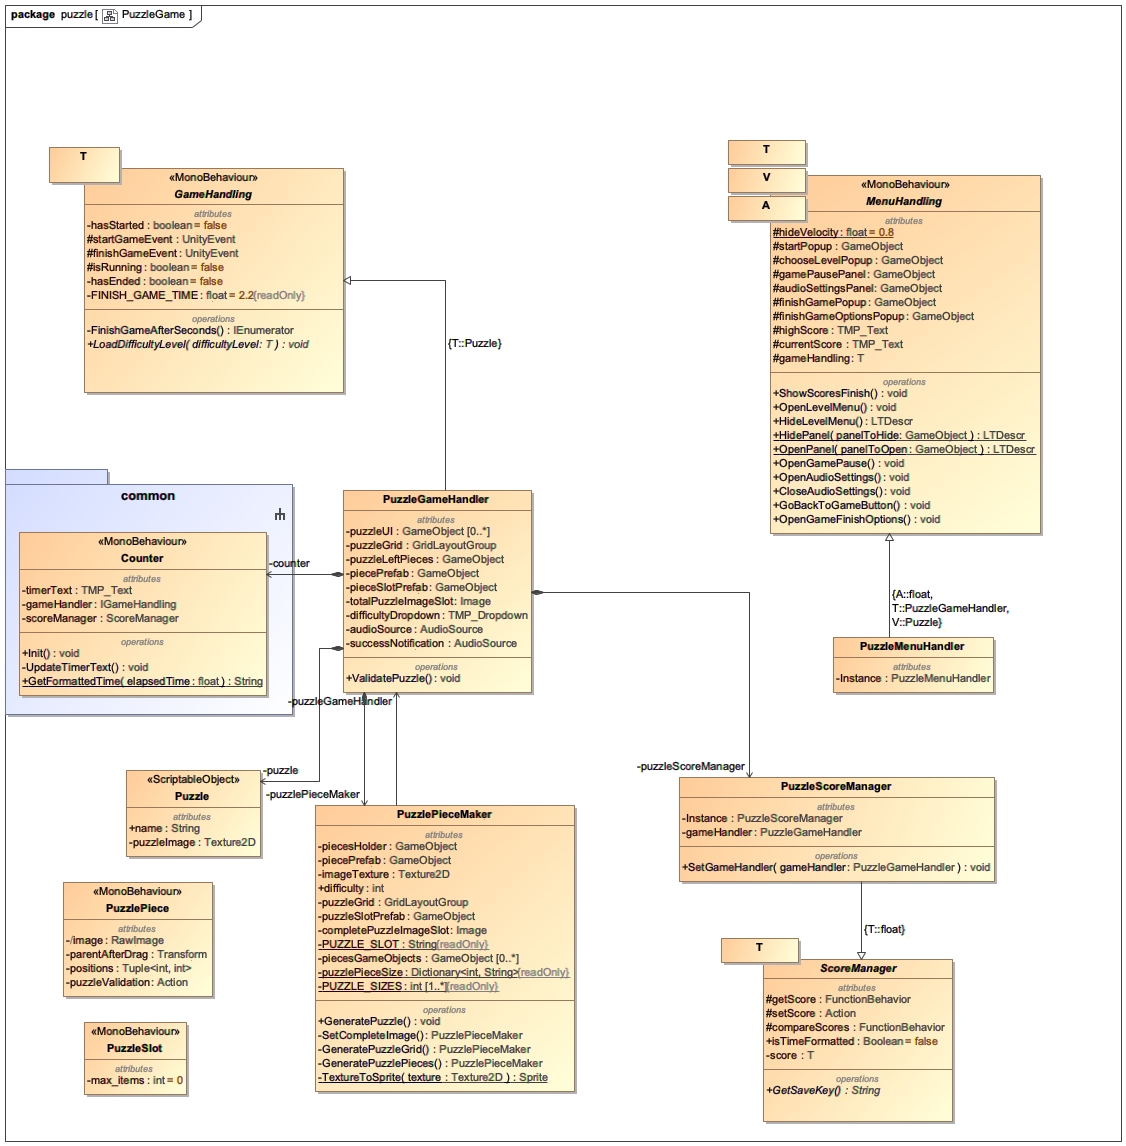 package puzzle [ PuzzleGame ]
T
«MonoBehaviour»
GameHandling
attributes
-hasStarted : boolean = false
#startGameEvent : UnityEvent
#finishGameEvent : UnityEvent
#isRunning : boolean = false
-hasEnded : boolean = false
-FINISH_GAME_TIME : float = 2.2{readOnly}
operations
-FinishGameAfterSeconds() : IEnumerator
+LoadDifficultyLevel( difficultyLevel : T ) : void
{T::Puzzle}
T
V
A
«MonoBehaviour»
MenuHandling
attributes
#hideVelocity : float = 0.8
#startPopup : GameObject
#chooseLevelPopup : GameObject
#gamePausePanel : GameObject
#audioSettingsPanel : GameObject
#finishGamePopup : GameObject
#finishGameOptionsPopup : GameObject
#highScore : TMP_Text
#currentScore : TMP_Text
#gameHandling : T
operations
+ShowScoresFinish() : void
+OpenLevelMenu() : void
+HideLevelMenu() : LTDescr
+HidePanel( panelToHide : GameObject ) : LTDescr
+OpenPanel( panelToOpen : GameObject ) : LTDescr
+OpenGamePause() : void
+OpenAudioSettings() : void
+CloseAudioSettings() : void
+GoBackToGameButton() : void
+OpenGameFinishOptions() : void
{A::float,
T::PuzzleGameHandler,
V::Puzzle}
PuzzleMenuHandler
attributes
-Instance : PuzzleMenuHandler
common
«MonoBehaviour»
Counter
attributes
-timerText : TMP_Text
-gameHandler : IGameHandling
-scoreManager : ScoreManager
operations
+Init() : void
-UpdateTimerText() : void
+GetFormattedTime( elapsedTime : float ) : String
-counter
PuzzleGameHandler
attributes
-puzzleUI : GameObject [0..*]
-puzzleGrid : GridLayoutGroup
-puzzleLeftPieces : GameObject
-piecePrefab : GameObject
-pieceSlotPrefab : GameObject
-totalPuzzleImageSlot : Image
-difficultyDropdown : TMP_Dropdown
-audioSource : AudioSource
-successNotification : AudioSource
operations
+ValidatePuzzle() : void
-puzzleGameHandler
-puzzle
-puzzlePieceMaker
-puzzleScoreManager
«ScriptableObject»
Puzzle
attributes
+name : String
-puzzleImage : Texture2D
PuzzlePieceMaker
attributes
-piecesHolder : GameObject
-piecePrefab : GameObject
-imageTexture : Texture2D
+difficulty : int
-puzzleGrid : GridLayoutGroup
-puzzleSlotPrefab : GameObject
-completePuzzleImageSlot : Image
-PUZZLE_SLOT : String{readOnly}
-piecesGameObjects : GameObject [0..*]
-puzzlePieceSize : Dictionary<int, String>{readOnly}
-PUZZLE_SIZES : int [1..*]{readOnly}
operations
+GeneratePuzzle() : void
-SetCompleteImage() : PuzzlePieceMaker
-GeneratePuzzleGrid() : PuzzlePieceMaker
-GeneratePuzzlePieces() : PuzzlePieceMaker
-TextureToSprite( texture : Texture2D ) : Sprite
PuzzleScoreManager
attributes
-Instance : PuzzleScoreManager
-gameHandler : PuzzleGameHandler
operations
+SetGameHandler( gameHandler : PuzzleGameHandler ) : void
{T::float}
«MonoBehaviour»
PuzzlePiece
attributes
-/image : RawImage
-parentAfterDrag : Transform
-positions : Tuple<int, int>
-puzzleValidation : Action
«MonoBehaviour»
PuzzleSlot
attributes
-max_items : int = 0
T
ScoreManager
attributes
#getScore : FunctionBehavior
#setScore : Action
#compareScores : FunctionBehavior
+isTimeFormatted : Boolean = false
-score : T
operations
+GetSaveKey() : String